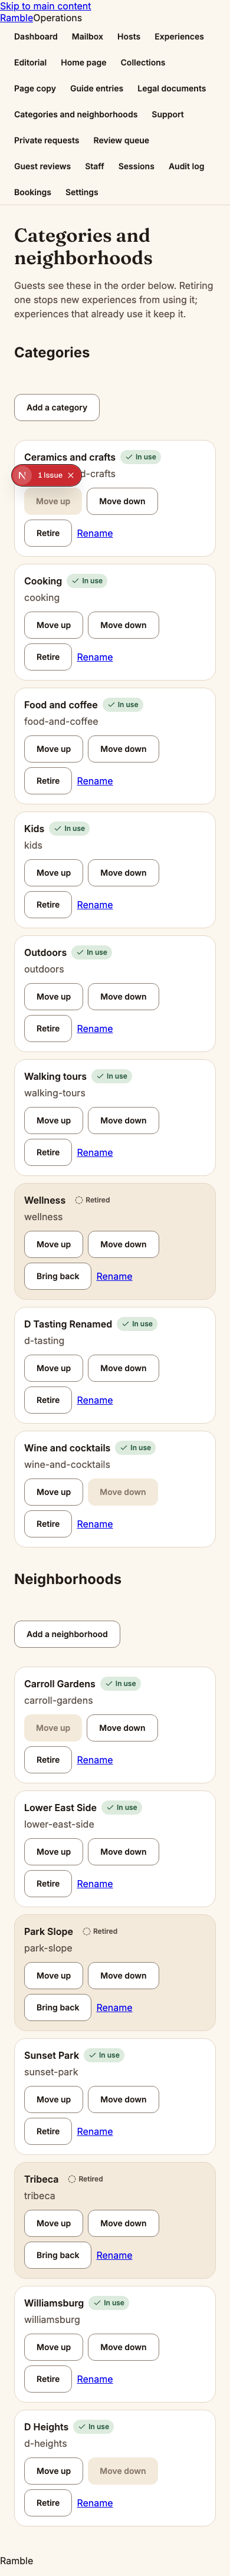 Skip to main content
RambleOperations
Dashboard Mailbox Hosts Experiences
Editorial Home page Collections
Page copy Guide entries Legal documents
Categories and neighborhoods Support
Private requests Review queue
Guest reviews Staff Sessions Audit log
Bookings Settings
Categories and
neighborhoods
Guests see these in the order below. Retiring
one stops new experiences from using it;
experiences that already use it keep it.
Categories
Add a category
Ceramics and crafts In use
d-crafts
1 Issue
Move up Move down
Retire Rename
Cooking In use
cooking
Move up Move down
Retire Rename
Food and coffee In use
food-and-coffee
Move up Move down
Retire Rename
Kids In use
kids
Move up Move down
Retire Rename
Outdoors In use
outdoors
Move up Move down
Retire Rename
Walking tours In use
walking-tours
Move up Move down
Retire Rename
Wellness Retired
wellness
Move up Move down
Bring back Rename
D Tasting Renamed In use
d-tasting
Move up Move down
Retire Rename
Wine and cocktails In use
wine-and-cocktails
Move up Move down
Retire Rename
Neighborhoods
Add a neighborhood
Carroll Gardens In use
carroll-gardens
Move up Move down
Retire Rename
Lower East Side In use
lower-east-side
Move up Move down
Retire Rename
Park Slope Retired
park-slope
Move up Move down
Bring back Rename
Sunset Park In use
sunset-park
Move up Move down
Retire Rename
Tribeca Retired
tribeca
Move up Move down
Bring back Rename
Williamsburg In use
williamsburg
Move up Move down
Retire Rename
D Heights In use
d-heights
Move up Move down
Retire Rename
Ramble